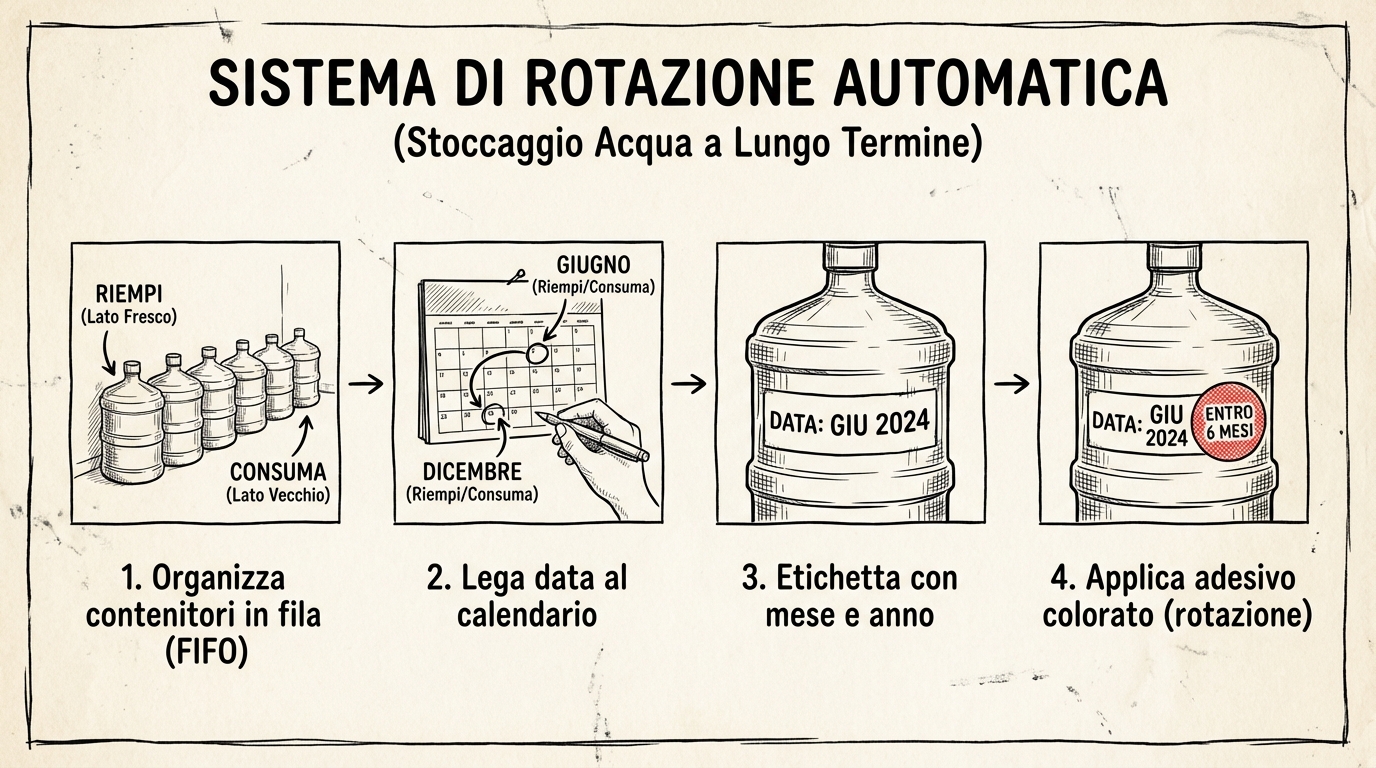 SISTEMA DI ROTAZIONE AUTOMATICA
(Stoccaggio Acqua a Lungo Termine)
RIEMPI
(Lato Fresco)
CONSUMA
(Lato Vecchio)
GIUGNO
(Riempi/Consuma)
DICEMBRE
(Riempi/Consuma)
DATA: GIU 2024
DATA: GIU
2024
ENTRO
6 MESI
1. Organizza
contenitori in fila
(FIFO)
2. Lega data al
calendario
3. Etichetta con
mese e anno
4. Applica adesivo
colorato (rotazione)